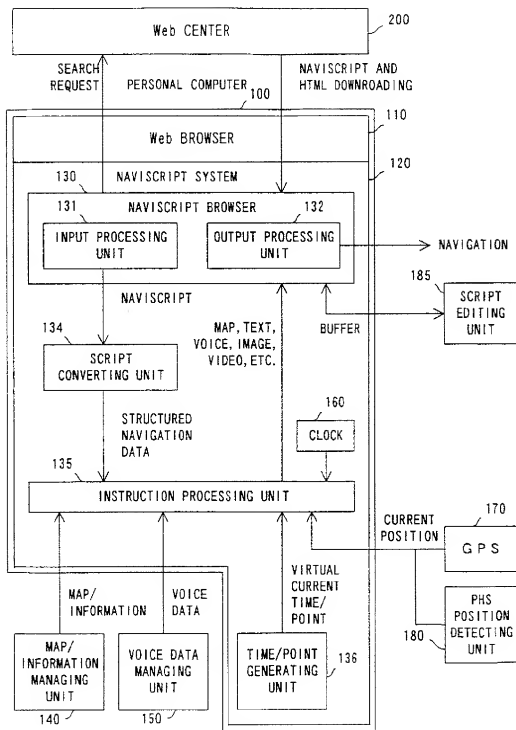 Web CENTER
200
SEARCH
REQUEST
PERSONAL COMPUTER
100
NAVISCRIPT AND
HTML DOWNROADING
Web BROWSER
110
120
NAVISCRIPT SYSTEM
130
NAVISCRIPT BROWSER
131
132
INPUT PROCESSING
UNIT
OUTPUT PROCESSING
UNIT
NAVIGATION
NAVISCRIPT
MAP, TEXT,
VOICE, IMAGE,
VIDEO, ETC.
BUFFER
185
SCRIPT
EDITING
UNIT
134
SCRIPT
CONVERTING UNIT
160
CLOCK
STRUCTURED
NAVIGATION
DATA
135
INSTRUCTION PROCESSING UNIT
CURRENT
POSITION
170
GPS
MAP/
INFORMATION
VOICE
DATA
VIRTUAL
CURRENT
TIME/
POINT
PHS
POSITION
DETECTING
UNIT
180
MAP/
INFORMATION
MANAGING
UNIT
140
VOICE DATA
MANAGING
UNIT
150
TIME/POINT
GENERATING
UNIT
136